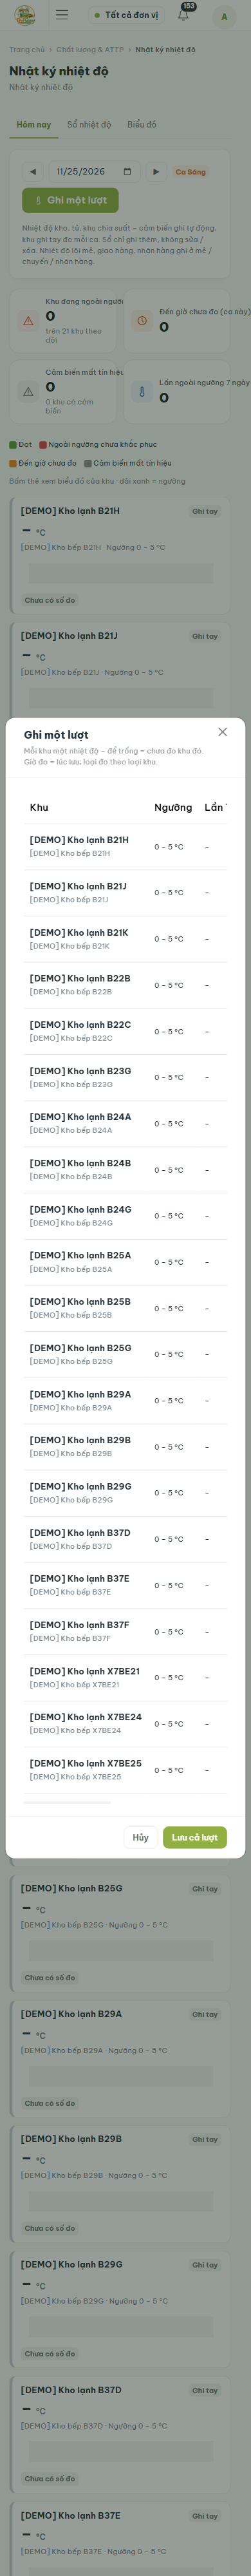 Tất cả đơn vị
153
A
Trang chủ › Chất lượng & ATTP › Nhật ký nhiệt độ
Nhật ký nhiệt độ
Nhật ký nhiệt độ
Hôm nay Sổ nhiệt độ Biểu đồ
◀ 11/25/2026 ▶ Ca Sáng
Ghi một lượt
Nhiệt độ kho, tủ, khu chia suất – cảm biến ghi tự động,
khu ghi tay đo mỗi ca. Sổ chỉ ghi thêm, không sửa /
xóa. Nhiệt độ lõi mẻ, giao hàng, nhận hàng ghi ở mẻ /
chuyến / nhận hàng.
Khu đang ngoài ngưỡn
0
trên 21 khu theo
dõi
Đến giờ chưa đo (ca này)
0
Cảm biến mất tín hiệu
0
0 khu có cảm
biến
Lần ngoài ngưỡng 7 ngày
0
Đạt Ngoài ngưỡng chưa khắc phục
Đến giờ chưa đo Cảm biến mất tín hiệu
Bấm thẻ xem biểu đồ của khu · dải xanh = ngưỡng
[DEMO] Kho lạnh B21H Ghi tay
– °C
[DEMO] Kho bếp B21H · Ngưỡng 0 – 5 °C
Chưa có số đo
[DEMO] Kho lạnh B21J Ghi tay
– °C
[DEMO] Kho bếp B21J · Ngưỡng 0 – 5 °C
Ghi một lượt
Mỗi khu một nhiệt độ – để trống = chưa đo khu đó.
Giờ đo = lúc lưu; loại đo theo loại khu.
Khu Ngưỡng Lần
[DEMO] Kho lạnh B21H 0 – 5 °C –
[DEMO] Kho bếp B21H
[DEMO] Kho lạnh B21J 0 – 5 °C –
[DEMO] Kho bếp B21J
[DEMO] Kho lạnh B21K 0 – 5 °C –
[DEMO] Kho bếp B21K
[DEMO] Kho lạnh B22B 0 – 5 °C –
[DEMO] Kho bếp B22B
[DEMO] Kho lạnh B22C 0 – 5 °C –
[DEMO] Kho bếp B22C
[DEMO] Kho lạnh B23G 0 – 5 °C –
[DEMO] Kho bếp B23G
[DEMO] Kho lạnh B24A 0 – 5 °C –
[DEMO] Kho bếp B24A
[DEMO] Kho lạnh B24B 0 – 5 °C –
[DEMO] Kho bếp B24B
[DEMO] Kho lạnh B24G 0 – 5 °C –
[DEMO] Kho bếp B24G
[DEMO] Kho lạnh B25A 0 – 5 °C –
[DEMO] Kho bếp B25A
[DEMO] Kho lạnh B25B 0 – 5 °C –
[DEMO] Kho bếp B25B
[DEMO] Kho lạnh B25G 0 – 5 °C –
[DEMO] Kho bếp B25G
[DEMO] Kho lạnh B29A 0 – 5 °C –
[DEMO] Kho bếp B29A
[DEMO] Kho lạnh B29B 0 – 5 °C –
[DEMO] Kho bếp B29B
[DEMO] Kho lạnh B29G 0 – 5 °C –
[DEMO] Kho bếp B29G
[DEMO] Kho lạnh B37D 0 – 5 °C –
[DEMO] Kho bếp B37D
[DEMO] Kho lạnh B37E 0 – 5 °C –
[DEMO] Kho bếp B37E
[DEMO] Kho lạnh B37F 0 – 5 °C –
[DEMO] Kho bếp B37F
[DEMO] Kho lạnh X7BE21 0 – 5 °C –
[DEMO] Kho bếp X7BE21
[DEMO] Kho lạnh X7BE24 0 – 5 °C –
[DEMO] Kho bếp X7BE24
[DEMO] Kho lạnh X7BE25 0 – 5 °C –
[DEMO] Kho bếp X7BE25
Hủy Lưu cả lượt
[DEMO] Kho lạnh B25G Ghi tay
– °C
[DEMO] Kho bếp B25G · Ngưỡng 0 – 5 °C
Chưa có số đo
[DEMO] Kho lạnh B29A Ghi tay
– °C
[DEMO] Kho bếp B29A · Ngưỡng 0 – 5 °C
Chưa có số đo
[DEMO] Kho lạnh B29B Ghi tay
– °C
[DEMO] Kho bếp B29B · Ngưỡng 0 – 5 °C
Chưa có số đo
[DEMO] Kho lạnh B29G Ghi tay
– °C
[DEMO] Kho bếp B29G · Ngưỡng 0 – 5 °C
Chưa có số đo
[DEMO] Kho lạnh B37D Ghi tay
– °C
[DEMO] Kho bếp B37D · Ngưỡng 0 – 5 °C
Chưa có số đo
[DEMO] Kho lạnh B37E Ghi tay
– °C
[DEMO] Kho bếp B37E · Ngưỡng 0 – 5 °C